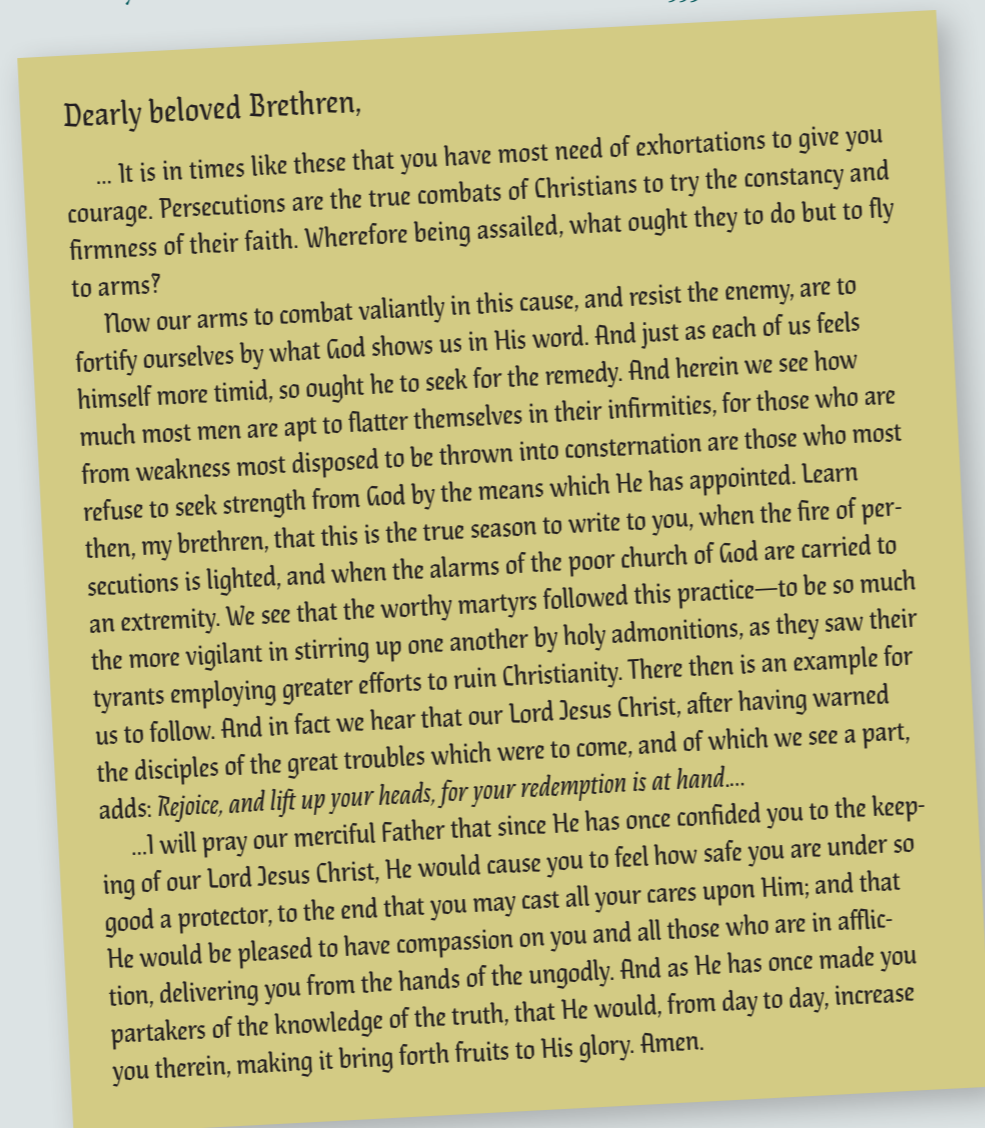 Dearly beloved Brethren,
... It is in times like these that you have most need of exhortations to give you
courage. Persecutions are the true combats of Christians to try the constancy and
firmness of their faith. Wherefore being assailed, what ought they to do but to fly
to arms?
Now our arms to combat valiantly in this cause, and resist the enemy, are to
fortify ourselves by what God shows us in His word. And just as each of us feels
himself more timid, so ought he to seek for the remedy. And herein we see how
much most men are apt to flatter themselves in their infirmities, for those who are
from weakness most disposed to be thrown into consternation are those who most
refuse to seek strength from God by the means which He has appointed. Learn
then, my brethren, that this is the true season to write to you, when the fire of per-
secutions is lighted, and when the alarms of the poor church of God are carried to
an extremity. We see that the worthy martyrs followed this practice—to be so much
the more vigilant in stirring up one another by holy admonitions, as they saw their
tyrants employing greater efforts to ruin Christianity. There then is an example for
us to follow. And in fact we hear that our Lord Jesus Christ, after having warned
the disciples of the great troubles which were to come, and of which we see a part,
adds: Rejoice, and lift up your heads, for your redemption is at hand....
...I will pray our merciful Father that since He has once confided you to the keep-
ing of our Lord Jesus Christ, He would cause you to feel how safe you are under so
good a protector, to the end that you may cast all your cares upon Him; and that
He would be pleased to have compassion on you and all those who are in afflic-
tion, delivering you from the hands of the ungodly. And as He has once made you
partakers of the knowledge of the truth, that He would, from day to day, increase
you therein, making it bring forth fruits to His glory. Amen.